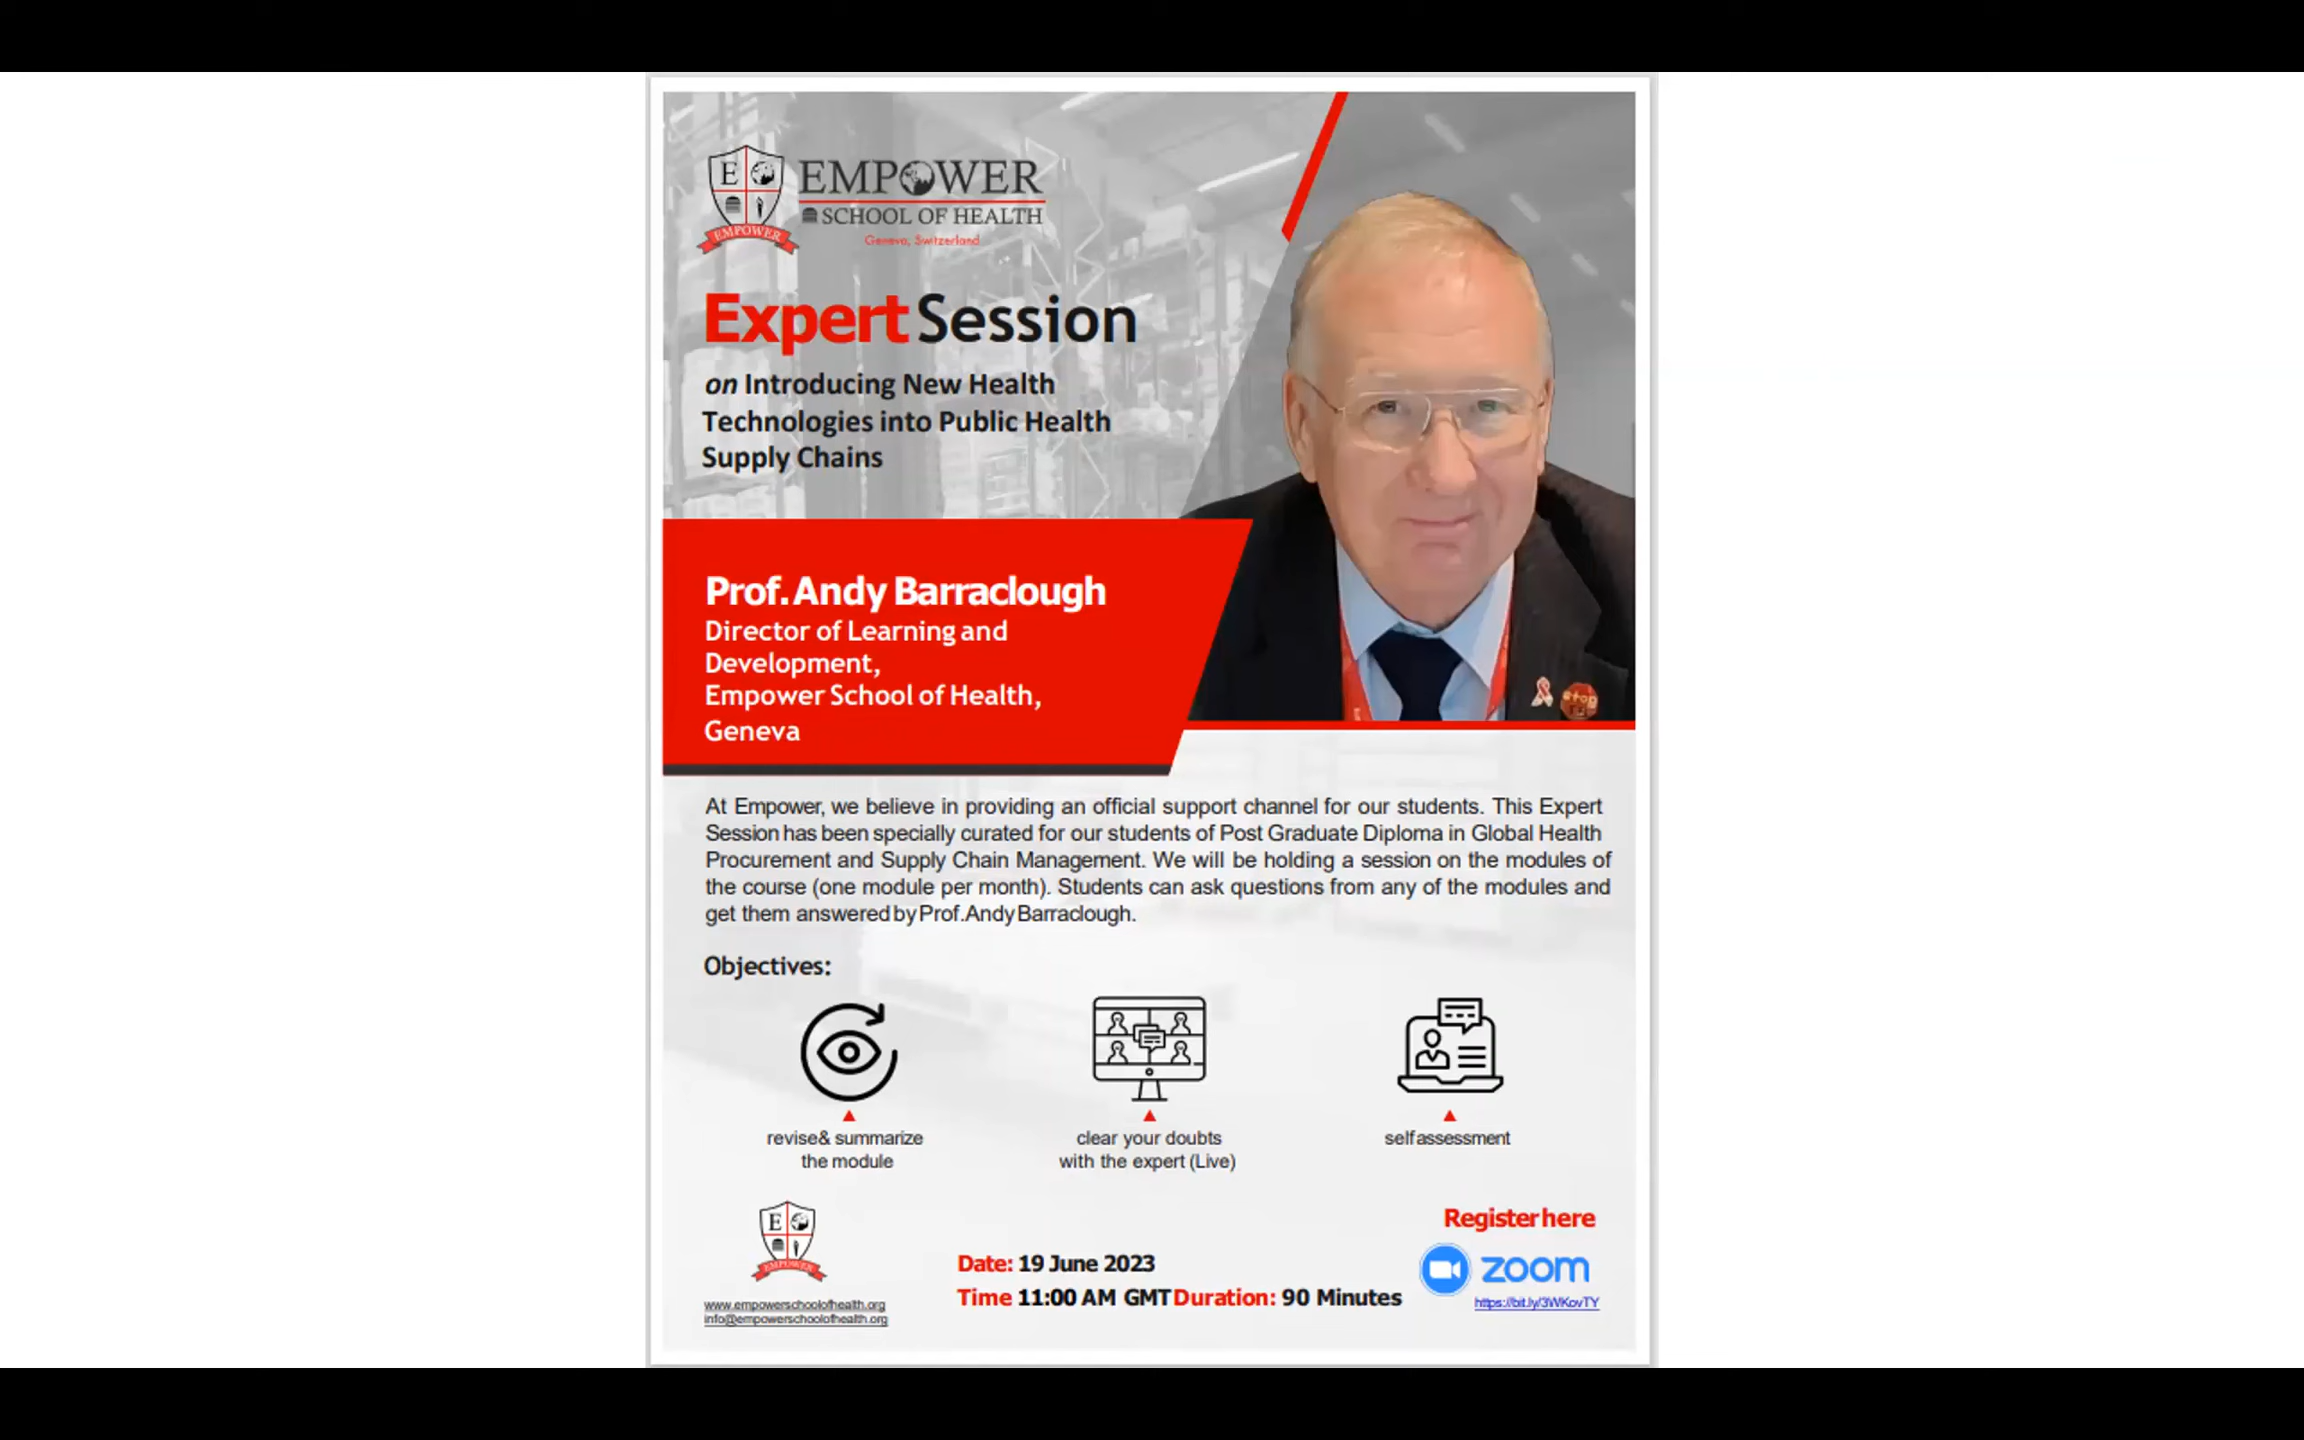 E
EMPOWER
EMPOWER
SCHOOL OF HEALTH
Geneva, Switzerland
Expert Session
on Introducing New Health
Technologies into Public Health
Supply Chains
Prof. Andy Barraclough
Director of Learning and
Development,
Empower School of Health,
Geneva
stop
At Empower, we believe in providing an official support channel for our students. This Expert
Session has been specially curated for our students of Post Graduate Diploma in Global Health
Procurement and Supply Chain Management. We will be holding a session on the modules of
the course (one module per month). Students can ask questions from any of the modules and
get them answered by Prof. Andy Barraclough.
Objectives:
revise& summarize
the module
clear your doubts
with the expert (Live)
self assessment
E
EMPOWER
www.empowerschoolofhealth.org
info@empowerschoolofhealth.org
Date: 19 June 2023
Time 11:00 AM GMT Duration: 90 Minutes
Register here
zoom
https://bit.ly/3WKovTY